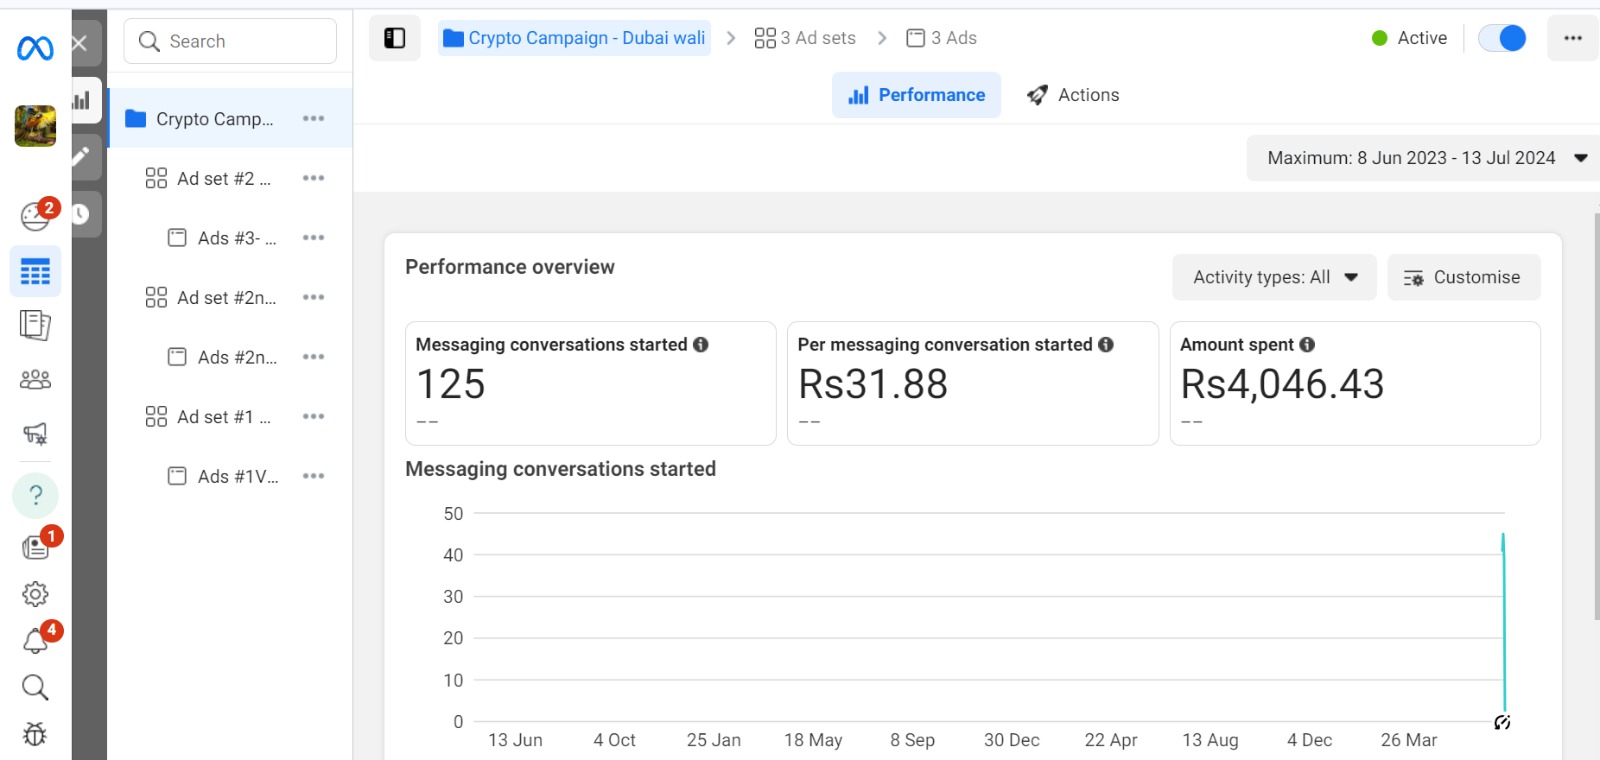 Search
Crypto Campaign - Dubai wali
3 Ad sets
3 Ads
Active
Performance
Actions
Crypto Camp...
Ad set #2 ...
Ads #3- ...
Ad set #2n...
Ads #2n...
Ad set #1 ...
Ads #1V...
2
?
1
4
Maximum: 8 Jun 2023 - 13 Jul 2024
Performance overview
Activity types: All
Customise
Messaging conversations started
125
--
Per messaging conversation started
Rs31.88
--
Amount spent
Rs4,046.43
--
Messaging conversations started
50
40
30
20
10
0
13 Jun 4 Oct 25 Jan 18 May 8 Sep 30 Dec 22 Apr 13 Aug 4 Dec 26 Mar